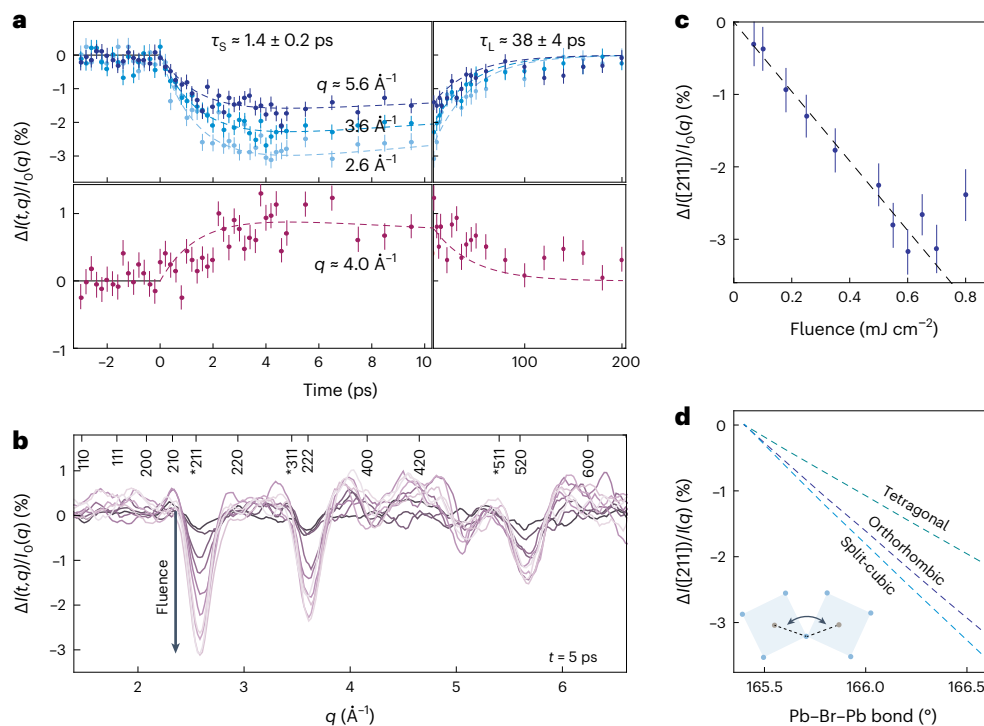 a
ΔI(t,q)/I₀(q) (%)
0
−1
−2
−3
1
0
−1
τS ≈ 1.4 ± 0.2 ps
τL ≈ 38 ± 4 ps
q ≈ 5.6 Å⁻¹
3.6 Å⁻¹
2.6 Å⁻¹
q ≈ 4.0 Å⁻¹
−2 0 2 4 6 8 10 100 200
Time (ps)
b
ΔI(t,q)/I₀(q) (%)
110 111 200 210 *211 220 *311 222 400 420 *511 520 600
1
0
−1
−2
−3
Fluence
t = 5 ps
2 3 4 5 6
q (Å⁻¹)
c
ΔI([211])/I₀(q) (%)
0
−1
−2
−3
0 0.2 0.4 0.6 0.8
Fluence (mJ cm⁻²)
d
ΔI([211])/I(q) (%)
0
−1
−2
−3
Tetragonal
Orthorhombic
Split-cubic
165.5 166.0 166.5
Pb–Br–Pb bond (°)